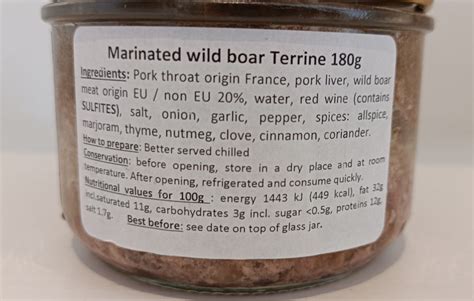 Marinated wild boar Terrine 180g
Ingredients: Pork throat origin France, pork liver, wild boar
meat origin EU / non EU 20%, water, red wine (contains
SULFITES), salt, onion, garlic, pepper, spices: allspice,
marjoram, thyme, nutmeg, clove, cinnamon, coriander.
How to prepare: Better served chilled
Conservation: before opening, store in a dry place and at room
temperature. After opening, refrigerated and consume quickly.
Nutritional values for 100g : energy 1443 kJ (449 kcal), fat 32g
incl.saturated 11g, carbohydrates 3g incl. sugar <0.5g, proteins 12g,
salt 1.7g.
Best before: see date on top of glass jar.